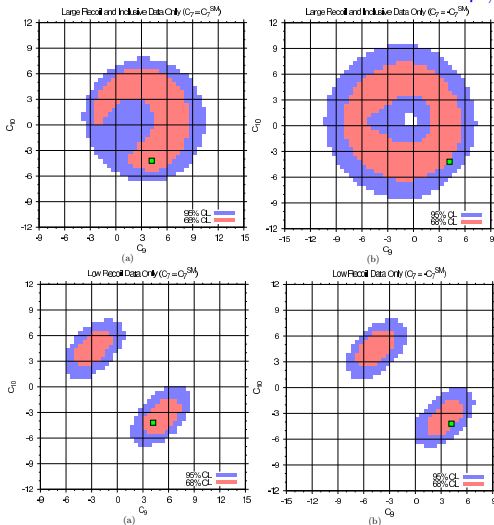 Large Recoil and Inclusive Data Only (C7 = C7SM)
Large Recoil and Inclusive Data Only (C7 = -C7SM)
12
9
6
3
0
-3
-6
-9
-12
C10
-9 -6 -3 0 3 6 9 12 15
C9
95% CL
68% CL
(a)
12
9
6
3
0
-3
-6
-9
-12
C10
-15 -12 -9 -6 -3 0 3 6 9
C9
95% CL
68% CL
(b)
Low Recoil Data Only (C7 = C7SM)
Low Recoil Data Only (C7 = -C7SM)
12
9
6
3
0
-3
-6
-9
-12
C10
-9 -6 -3 0 3 6 9 12 15
C9
95% CL
68% CL
(a)
12
9
6
3
0
-3
-6
-9
-12
C10
-15 -12 -9 -6 -3 0 3 6 9
C9
95% CL
68% CL
(b)